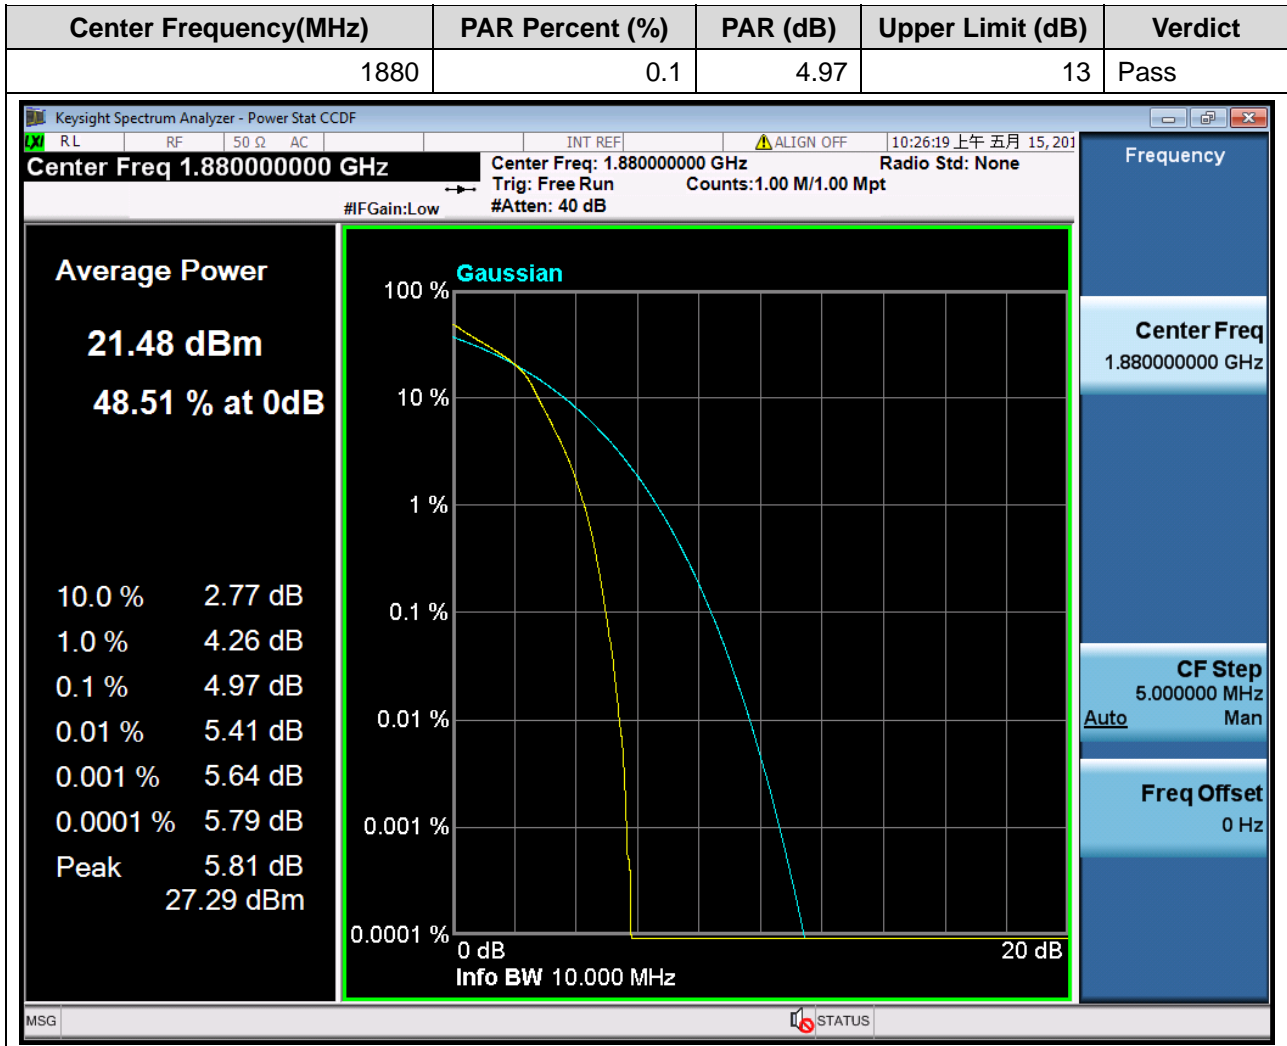 Center Frequency(MHz) PAR Percent (%) PAR (dB) Upper Limit (dB) Verdict
1880 0.1 4.97 13 Pass
Keysight Spectrum Analyzer - Power Stat CCDF
LXI RL RF 50 Ω AC INT REF ALIGN OFF 10:26:19 上午 五月 15, 201
Center Freq 1.880000000 GHz
Center Freq: 1.880000000 GHz Radio Std: None
Trig: Free Run Counts:1.00 M/1.00 Mpt
#IFGain:Low #Atten: 40 dB
Frequency
Average Power
21.48 dBm
48.51 % at 0dB
10.0 % 2.77 dB
1.0 % 4.26 dB
0.1 % 4.97 dB
0.01 % 5.41 dB
0.001 % 5.64 dB
0.0001 % 5.79 dB
Peak 5.81 dB
27.29 dBm
Gaussian
100 %
10 %
1 %
0.1 %
0.01 %
0.001 %
0.0001 %
0 dB 20 dB
Info BW 10.000 MHz
Center Freq
1.880000000 GHz
CF Step
5.000000 MHz
Auto Man
Freq Offset
0 Hz
MSG STATUS